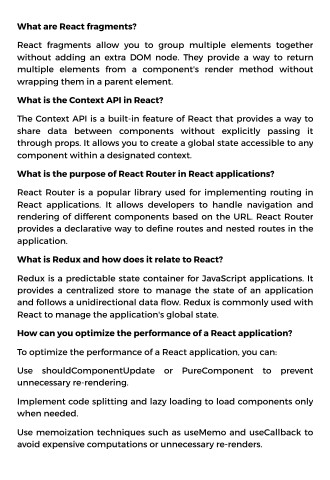 What are React fragments?
React fragments allow you to group multiple elements together
without adding an extra DOM node. They provide a way to return
multiple elements from a component's render method without
wrapping them in a parent element.
What is the Context API in React?
The Context API is a built-in feature of React that provides a way to
share data between components without explicitly passing it
through props. It allows you to create a global state accessible to any
component within a designated context.
What is the purpose of React Router in React applications?
React Router is a popular library used for implementing routing in
React applications. It allows developers to handle navigation and
rendering of different components based on the URL. React Router
provides a declarative way to define routes and nested routes in the
application.
What is Redux and how does it relate to React?
Redux is a predictable state container for JavaScript applications. It
provides a centralized store to manage the state of an application
and follows a unidirectional data flow. Redux is commonly used with
React to manage the application's global state.
How can you optimize the performance of a React application?
To optimize the performance of a React application, you can:
Use shouldComponentUpdate or PureComponent to prevent
unnecessary re-rendering.
Implement code splitting and lazy loading to load components only
when needed.
Use memoization techniques such as useMemo and useCallback to
avoid expensive computations or unnecessary re-renders.